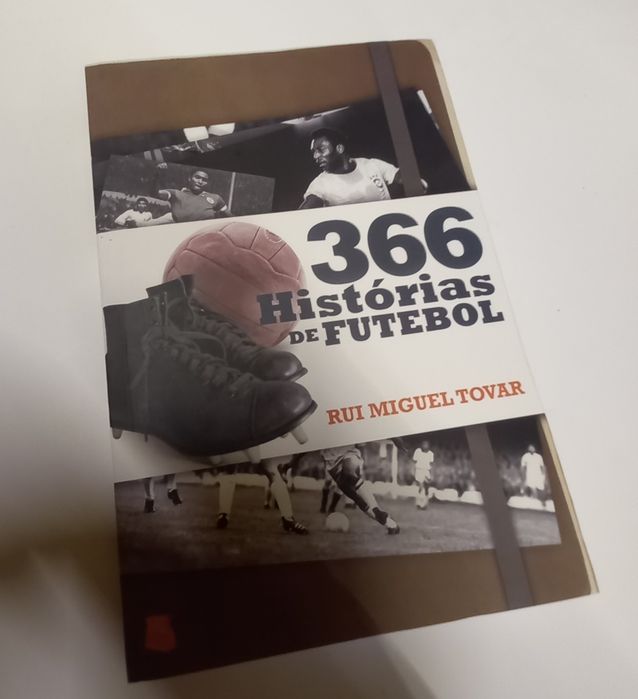 366
Histórias
DE FUTEBOL
RUI MIGUEL TOVAR